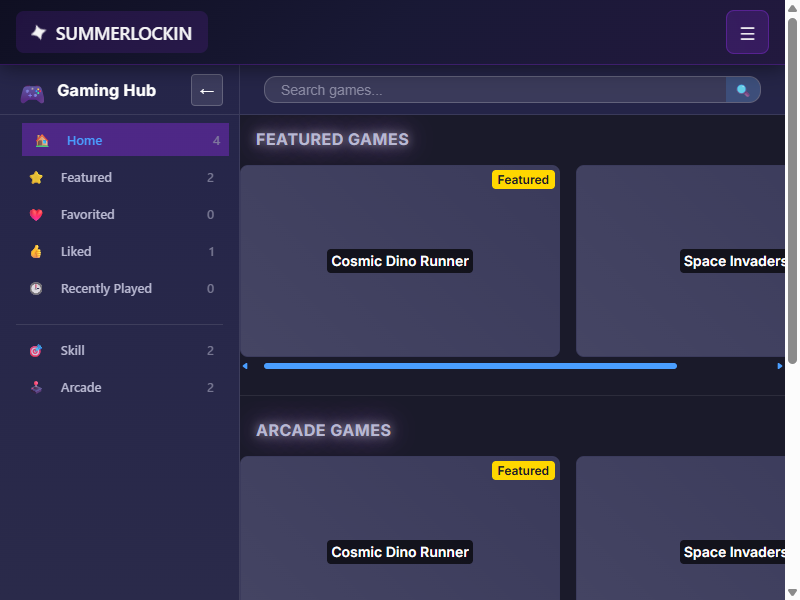 SUMMERLOCKIN
Gaming Hub
Search games...
Home 4
Featured 2
Favorited 0
Liked 1
Recently Played 0
Skill 2
Arcade 2
FEATURED GAMES
Featured
Cosmic Dino Runner
Space Invaders
ARCADE GAMES
Featured
Cosmic Dino Runner
Space Invaders